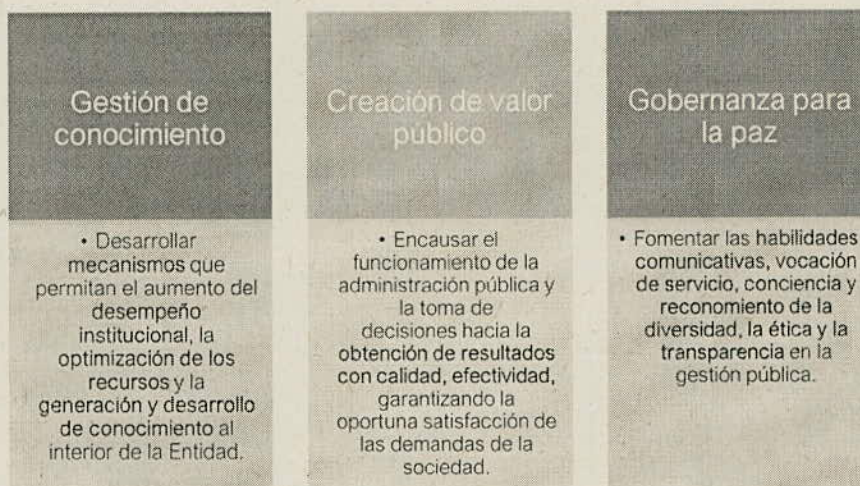 Gestión de
conocimiento
• Desarrollar
mecanismos que
permitan el aumento del
desempeño
institucional, la
optimización de los
recursos y la
generación y desarrollo
de conocimiento al
interior de la Entidad.
Creación de valor
público
• Encausar el
funcionamiento de la
administración pública y
la toma de
decisiones hacia la
obtención de resultados
con calidad, efectividad,
garantizando la
oportuna satisfacción de
las demandas de la
sociedad.
Gobernanza para
la paz
• Fomentar las habilidades
comunicativas, vocación
de servicio, conciencia y
reconomiento de la
diversidad, la ética y la
transparencia en la
gestión pública.